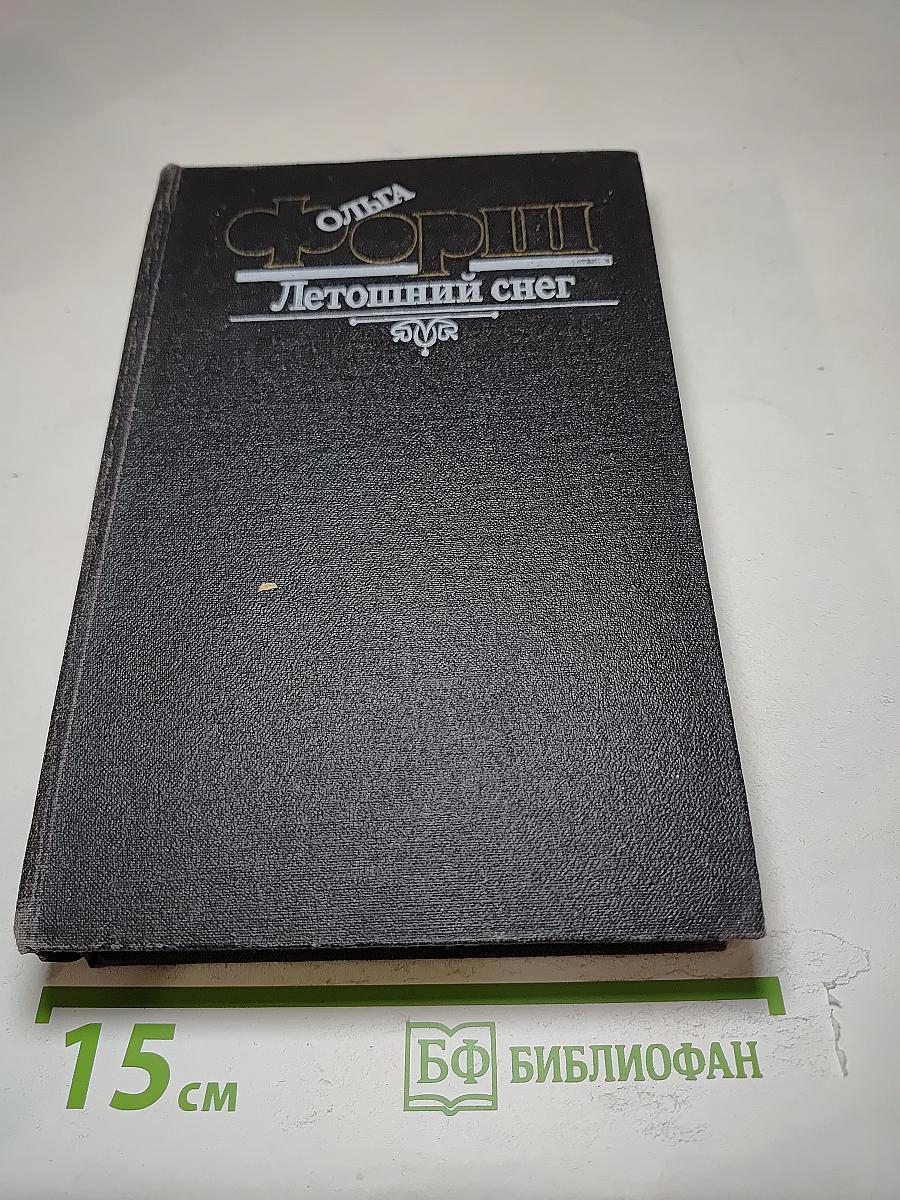 Ольга
Форш
Летошний снег
15 см
БФ БИБЛИОФАН